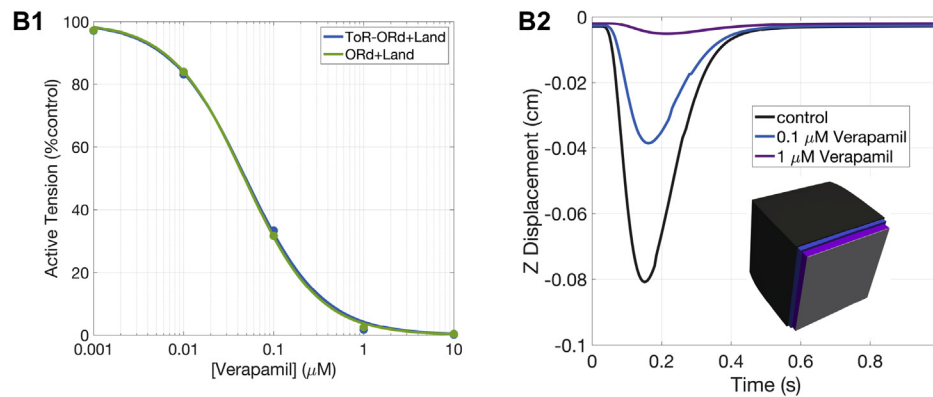 B1
Active Tension (%control)
100
80
60
40
20
0
0.001
0.01
0.1
1
10
[Verapamil] (μM)
ToR-ORd+Land
ORd+Land
B2
Z Displacement (cm)
0
-0.02
-0.04
-0.06
-0.08
-0.1
0
0.2
0.4
0.6
0.8
Time (s)
control
0.1 μM Verapamil
1 μM Verapamil